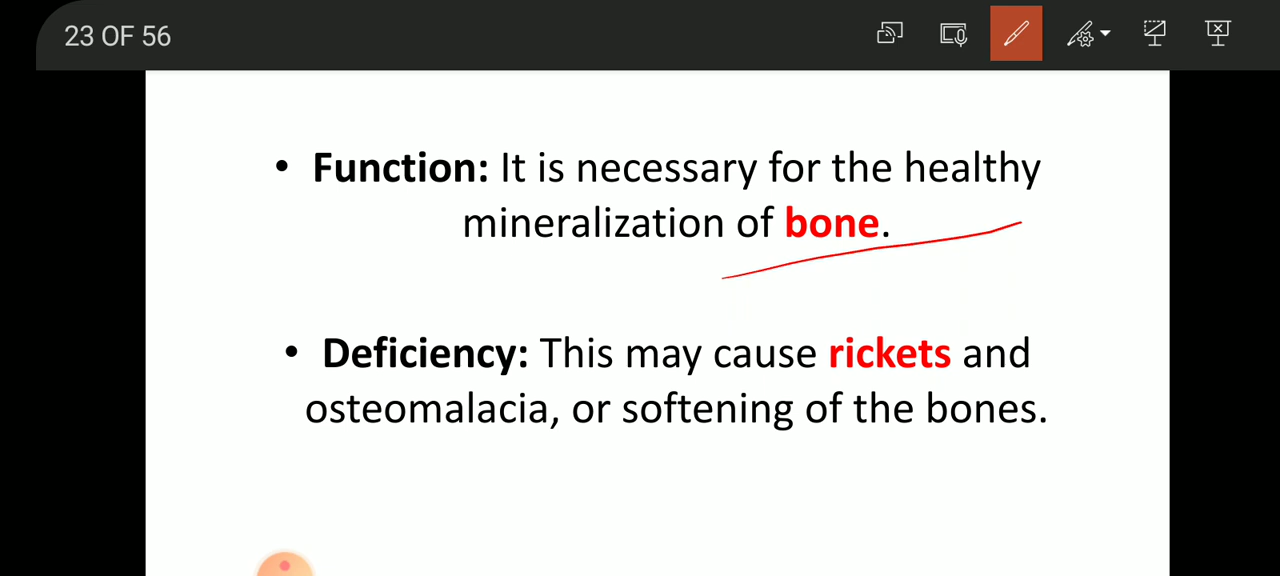 23 OF 56
• Function: It is necessary for the healthy
mineralization of bone.
• Deficiency: This may cause rickets and
osteomalacia, or softening of the bones.